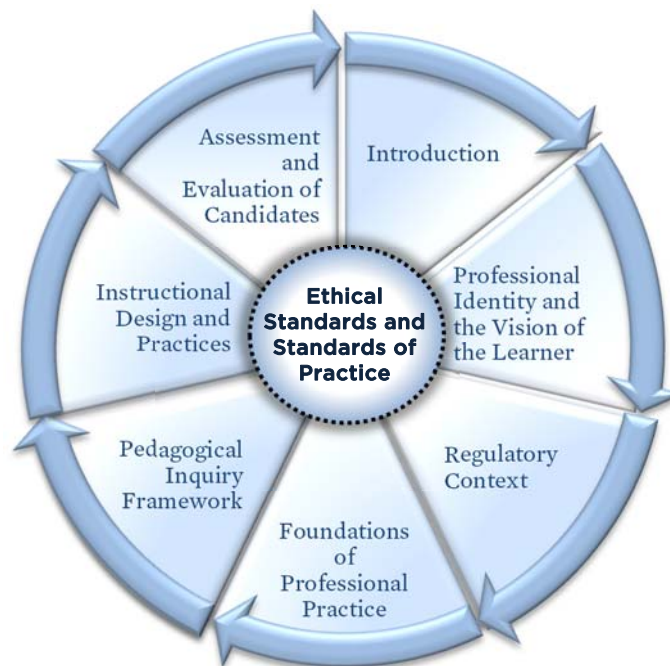 Introduction
Professional
Identity and
the Vision of
the Learner
Regulatory
Context
Foundations
of
Professional
Practice
Pedagogical
Inquiry
Framework
Instructional
Design and
Practices
Assessment
and
Evaluation of
Candidates
Ethical
Standards and
Standards of
Practice